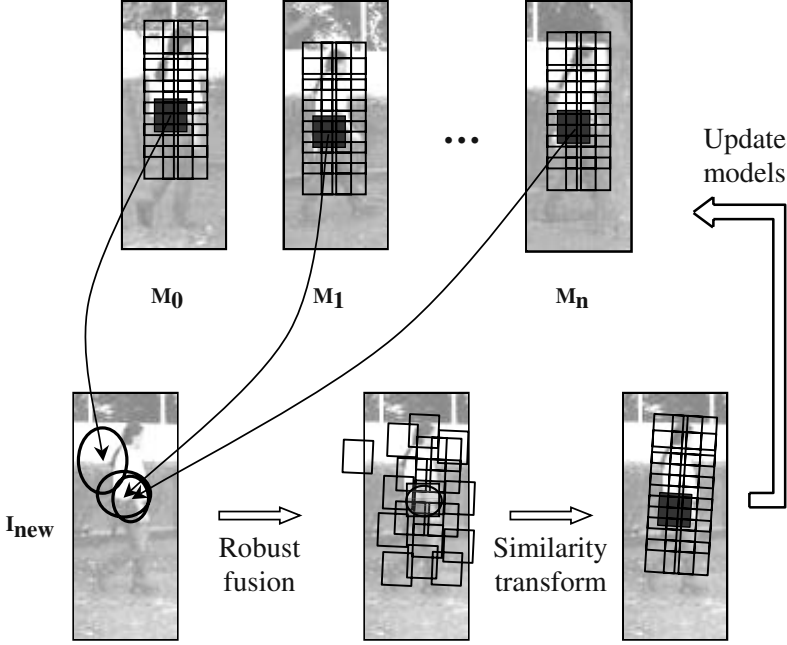 ...
Update
models
M0
M1
Mn
Inew
Robust
fusion
Similarity
transform